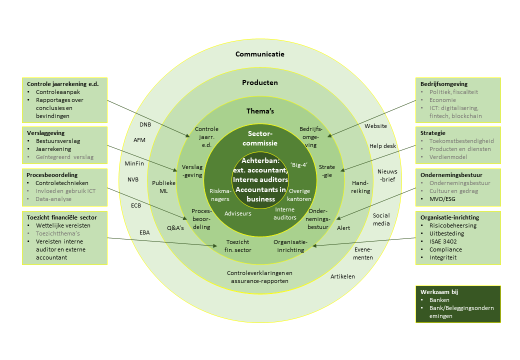 Communicatie
Producten
Thema's
Sector-
commissie
Achterban:
ext. accountant,
Interne auditors
Accountants in
business
'Big-4'
Overige
kantoren
Interne
auditors
Adviseurs
Riskma-
nagers
Controle
jaarr.
e.d.
Bedrijfs-
omge-
ving
Verslag
-geving
Strate
-gie
Proces-
beoor-
deling
Onder-
nemings-
bestuur
Toezicht
fin. sector
Organisatie-
inrichting
Publieke
ML
Q&A's
Hand-
reiking
Alert
Controleverklaringen en
assurance-rapporten
DNB
AFM
MinFin
NVB
ECB
EBA
Website
Help desk
Nieuws
-brief
Social
media
Evene-
menten
Artikelen
Controle jaarrekening e.d.
• Controleaanpak
• Rapportages over
conclusies en
bevindingen
Verslaggeving
• Bestuursverslag
• Jaarrekening
• Geïntegreerd verslag
Procesbeoordeling
• Controletechnieken
• Invloeden gebruik ICT
• Data-analyse
Toezicht financiële sector
• Wettelijke vereisten
• Toezichtthema's
• Vereisten interne
auditor en externe
accountant
Bedrijfsomgeving
• Politiek, fiscaliteit
• Economie
• ICT: digitalisering,
fintech, blockchain
Strategie
• Toekomstbestendigheid
• Producten en diensten
• Verdienmodel
Ondernemingsbestuur
• Ondernemingsbestuur
• Cultuur en gedrag
• MVO/ESG
Organisatie-inrichting
• Risicobeheersing
• Uitbesteding
• ISAE 3402
• Compliance
• Integriteit
Werkzaam bij
• Banken
• Bank/Beleggingsondern
emingen